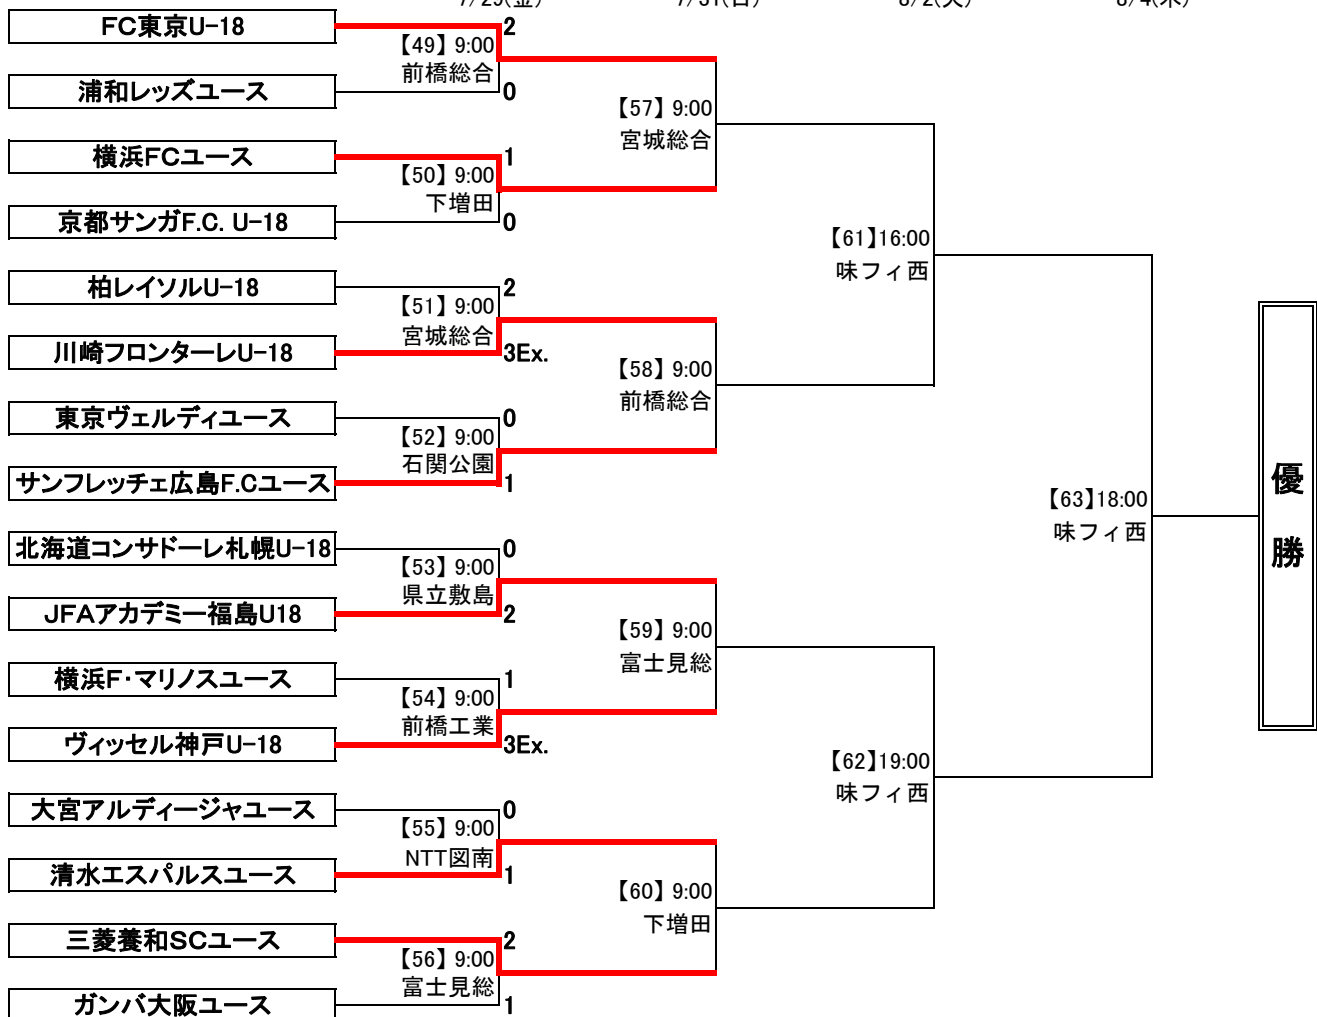 7/29(金) 7/31(日) 8/2(火) 8/4(木)
FC東京U-18
2
【49】 9:00
前橋総合
浦和レッズユース
0
【57】 9:00
宮城総合
横浜FCユース
1
【50】 9:00
下増田
京都サンガF.C. U-18
0
【61】16:00
味フィ西
柏レイソルU-18
2
【51】 9:00
宮城総合
川崎フロンターレU-18
3Ex.
【58】 9:00
前橋総合
東京ヴェルディユース
0
【52】 9:00
石関公園
サンフレッチェ広島F.Cユース
1
【63】18:00
味フィ西
優勝
北海道コンサドーレ札幌U-18
0
【53】 9:00
県立敷島
JFAアカデミー福島U18
2
【59】 9:00
富士見総
横浜F・マリノスユース
1
【54】 9:00
前橋工業
ヴィッセル神戸U-18
3Ex.
【62】19:00
味フィ西
大宮アルディージャユース
0
【55】 9:00
NTT図南
清水エスパルスユース
1
【60】 9:00
下増田
三菱養和SCユース
2
【56】 9:00
富士見総
ガンバ大阪ユース
1